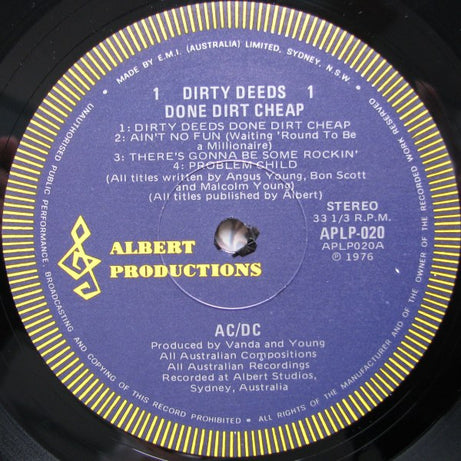 • MADE BY E.M.I. (AUSTRALIA) LIMITED, SYDNEY, N.S.W. •
1 DIRTY DEEDS 1
DONE DIRT CHEAP
1: DIRTY DEEDS DONE DIRT CHEAP
2: AIN'T NO FUN (Waiting 'Round To Be
a Millionaire)
3: THERE'S GONNA BE SOME ROCKIN'
4: PROBLEM CHILD
(All titles written by Angus Young, Bon Scott
and Malcolm Young)
(All titles published by Albert)
STEREO
33 1/3 R.P.M.
APLP-020
APLP020A
℗ 1976
ALBERT
PRODUCTIONS
AC/DC
Produced by Vanda and Young
All Australian Compositions
All Australian Recordings
Recorded at Albert Studios,
Sydney, Australia
UNAUTHORISED PUBLIC PERFORMANCE, BROADCASTING AND COPYING OF THIS RECORD PROHIBITED • ALL RIGHTS OF THE MANUFACTURER AND OF THE OWNER OF THE RECORDED WORK RESERVED